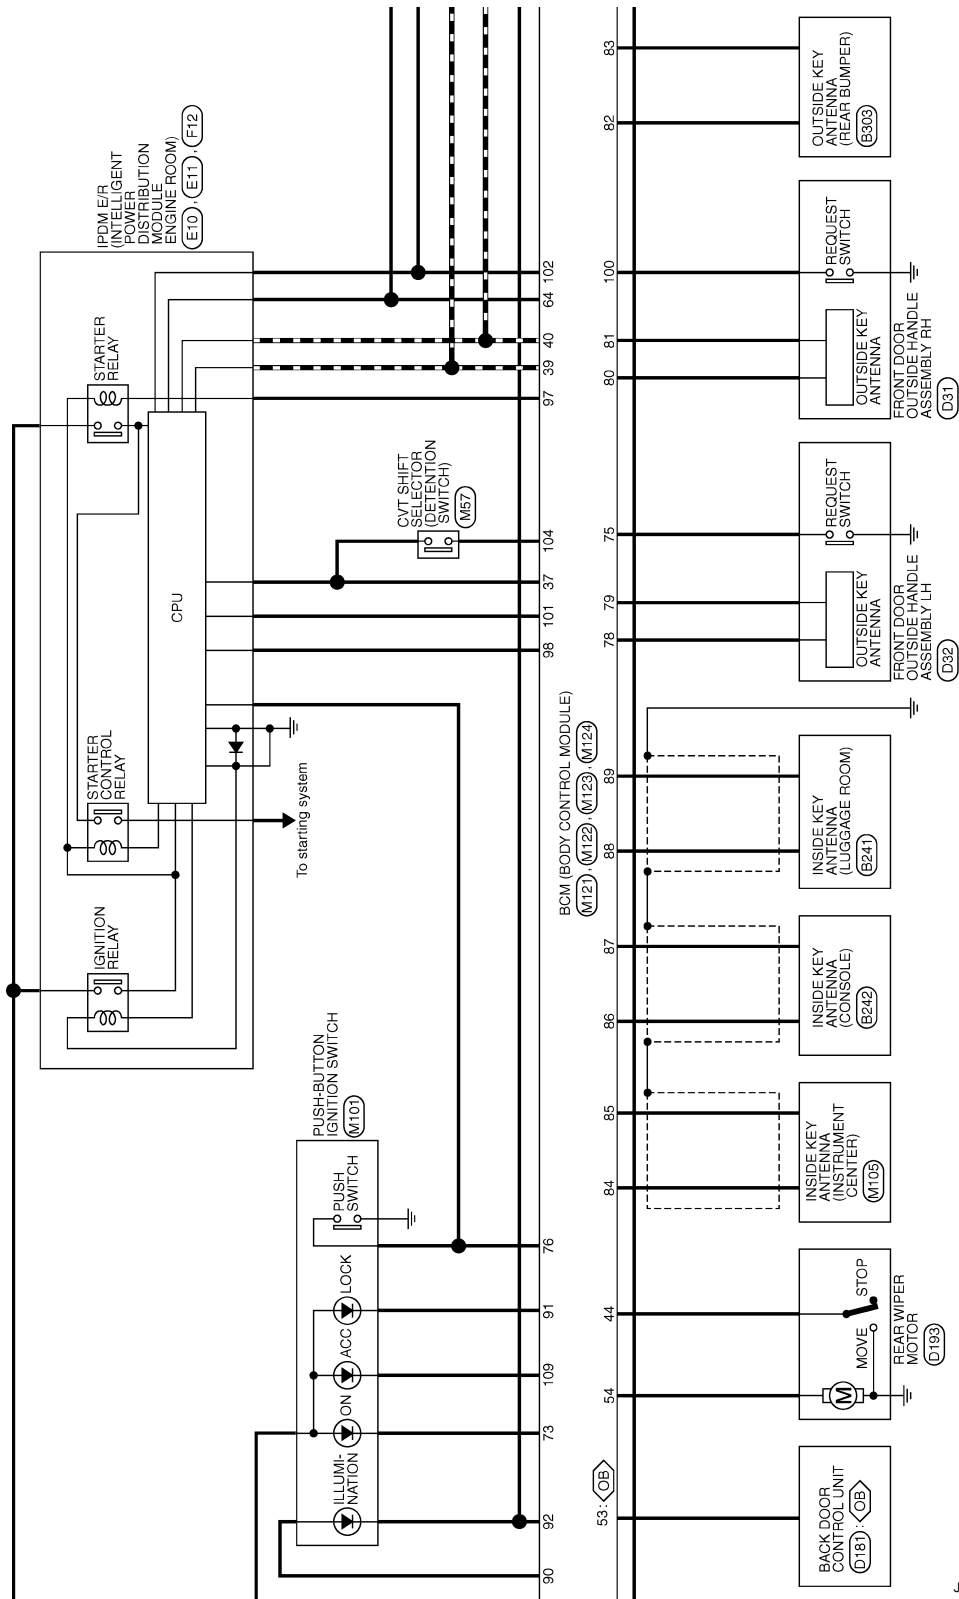 IPDM E/R
(INTELLIGENT
POWER
DISTRIBUTION
MODULE
ENGINE ROOM)
E10 , E11 , F12
STARTER
RELAY
CPU
STARTER
CONTROL
RELAY
IGNITION
RELAY
To starting system
CVT SHIFT
SELECTOR
(DETENTION
SWITCH)
M57
PUSH-BUTTON
IGNITION SWITCH
M101
PUSH
SWITCH
LOCK
ACC
ON
ILLUMI-
NATION
102
64
40
39
97
104
37
101
98
76
91
109
73
92
90
BCM (BODY CONTROL MODULE)
M121 , M122 , M123 , M124
83
82
100
81
80
75
79
78
89
88
87
86
85
84
44
54
53 : OB
OUTSIDE KEY
ANTENNA
(REAR BUMPER)
B303
REQUEST
SWITCH
OUTSIDE KEY
ANTENNA
FRONT DOOR
OUTSIDE HANDLE
ASSEMBLY RH
D31
REQUEST
SWITCH
OUTSIDE KEY
ANTENNA
FRONT DOOR
OUTSIDE HANDLE
ASSEMBLY LH
D32
INSIDE KEY
ANTENNA
(LUGGAGE ROOM)
B241
INSIDE KEY
ANTENNA
(CONSOLE)
B242
INSIDE KEY
ANTENNA
(INSTRUMENT
CENTER)
M105
STOP
MOVE
M
REAR WIPER
MOTOR
D193
BACK DOOR
CONTROL UNIT
D181 : OB
J